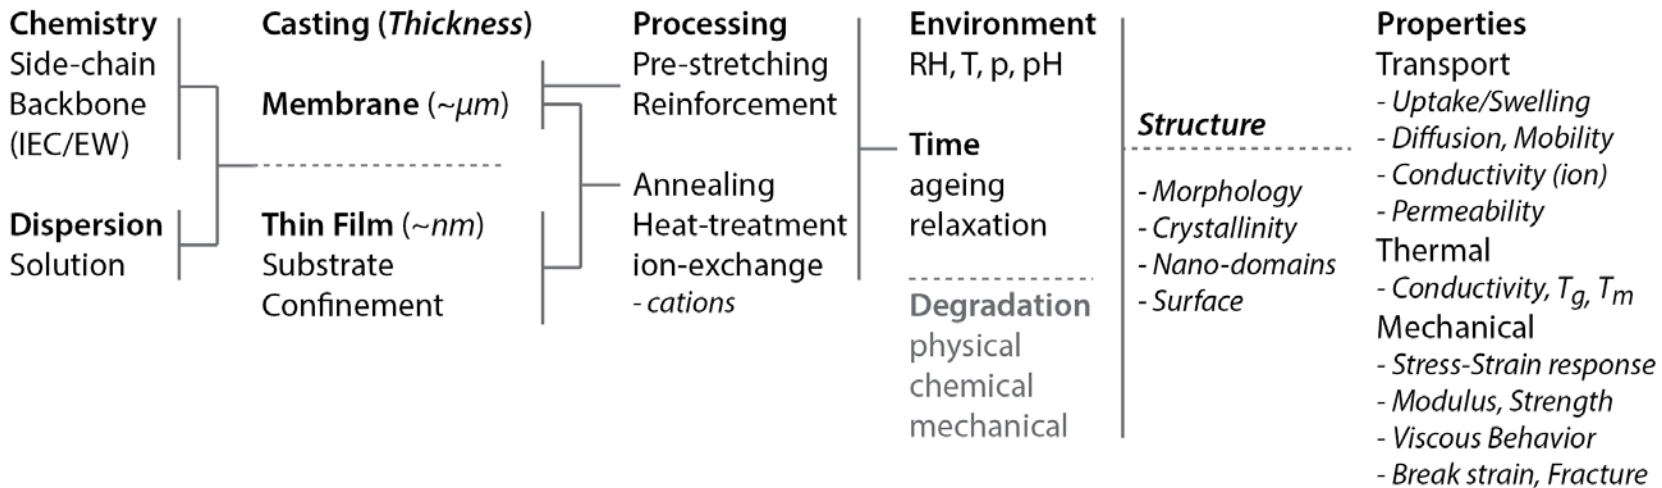 Chemistry
Side-chain
Backbone
(IEC/EW)
Dispersion
Solution
Casting (Thickness)
Membrane (~μm)
Thin Film (~nm)
Substrate
Confinement
Processing
Pre-stretching
Reinforcement
Annealing
Heat-treatment
ion-exchange
- cations
Environment
RH, T, p, pH
Time
ageing
relaxation
Degradation
physical
chemical
mechanical
Structure
- Morphology
- Crystallinity
- Nano-domains
- Surface
Properties
Transport
- Uptake/Swelling
- Diffusion, Mobility
- Conductivity (ion)
- Permeability
Thermal
- Conductivity, Tg, Tm
Mechanical
- Stress-Strain response
- Modulus, Strength
- Viscous Behavior
- Break strain, Fracture